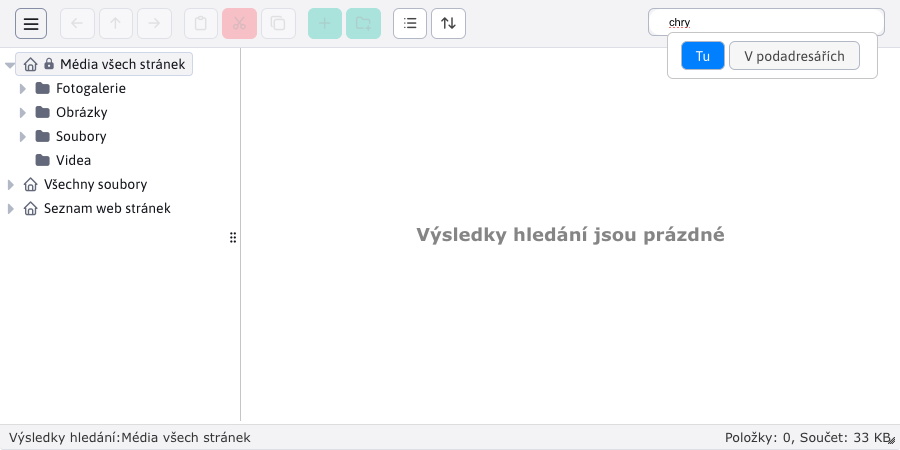 chry
Tu
V podadresářích
Média všech stránek
Fotogalerie
Obrázky
Soubory
Videa
Všechny soubory
Seznam web stránek
Výsledky hledání jsou prázdné
Výsledky hledání:Média všech stránek
Položky: 0, Součet: 33 KB